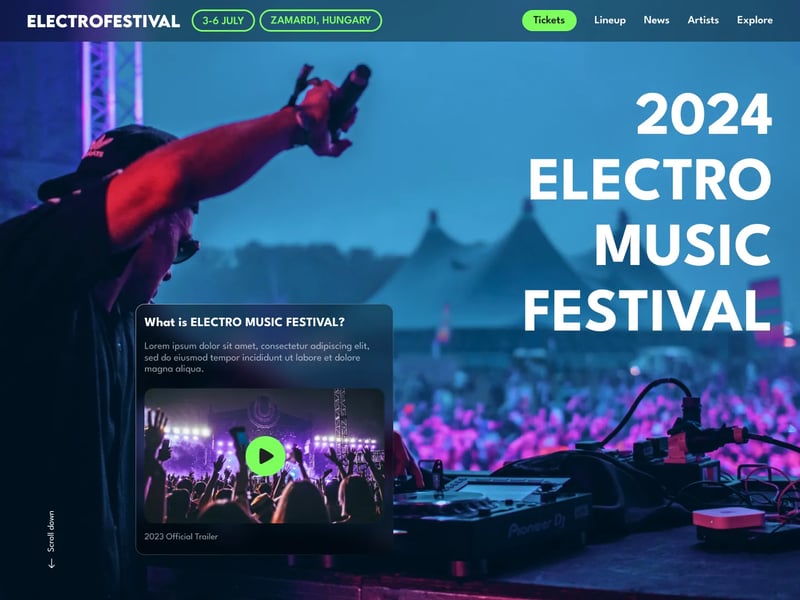 ELECTROFESTIVAL
3-6 JULY
ZAMARDI, HUNGARY
Tickets
Lineup
News
Artists
Explore
2024
ELECTRO
MUSIC
FESTIVAL
What is ELECTRO MUSIC FESTIVAL?
Lorem ipsum dolor sit amet, consectetur adipiscing elit,
sed do eiusmod tempor incididunt ut labore et dolore
magna aliqua.
2023 Official Trailer
Scroll down
Pioneer Dj